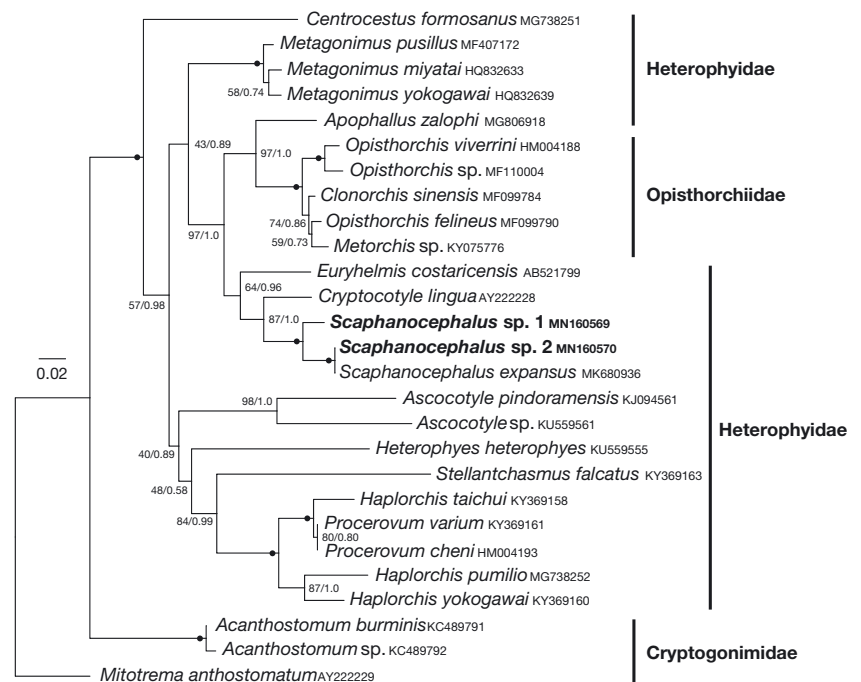 Centrocestus formosanus MG738251
Metagonimus pusillus MF407172
Metagonimus miyatai HQ832633
Heterophyidae
58/0.74
Metagonimus yokogawai HQ832639
Apophallus zalophi MG806918
43/0.89
Opisthorchis viverrini HM004188
97/1.0
Opisthorchis sp. MF110004
Clonorchis sinensis MF099784
Opisthorchiidae
74/0.86
Opisthorchis felineus MF099790
59/0.73
Metorchis sp. KY075776
97/1.0
Euryhelmis costaricensis AB521799
64/0.96
Cryptocotyle lingua AY222228
57/0.98
87/1.0
Scaphanocephalus sp. 1 MN160569
Scaphanocephalus sp. 2 MN160570
0.02
Scaphanocephalus expansus MK680936
98/1.0
Ascocotyle pindoramensis KJ094561
Ascocotyle sp. KU559561
Heterophyidae
40/0.89
Heterophyes heterophyes KU559555
48/0.58
Stellantchasmus falcatus KY369163
84/0.99
Haplorchis taichui KY369158
Procerovum varium KY369161
80/0.80
Procerovum cheni HM004193
Haplorchis pumilio MG738252
87/1.0
Haplorchis yokogawai KY369160
Acanthostomum burminis KC489791
Acanthostomum sp. KC489792
Cryptogonimidae
Mitotrema anthostomatum AY222229